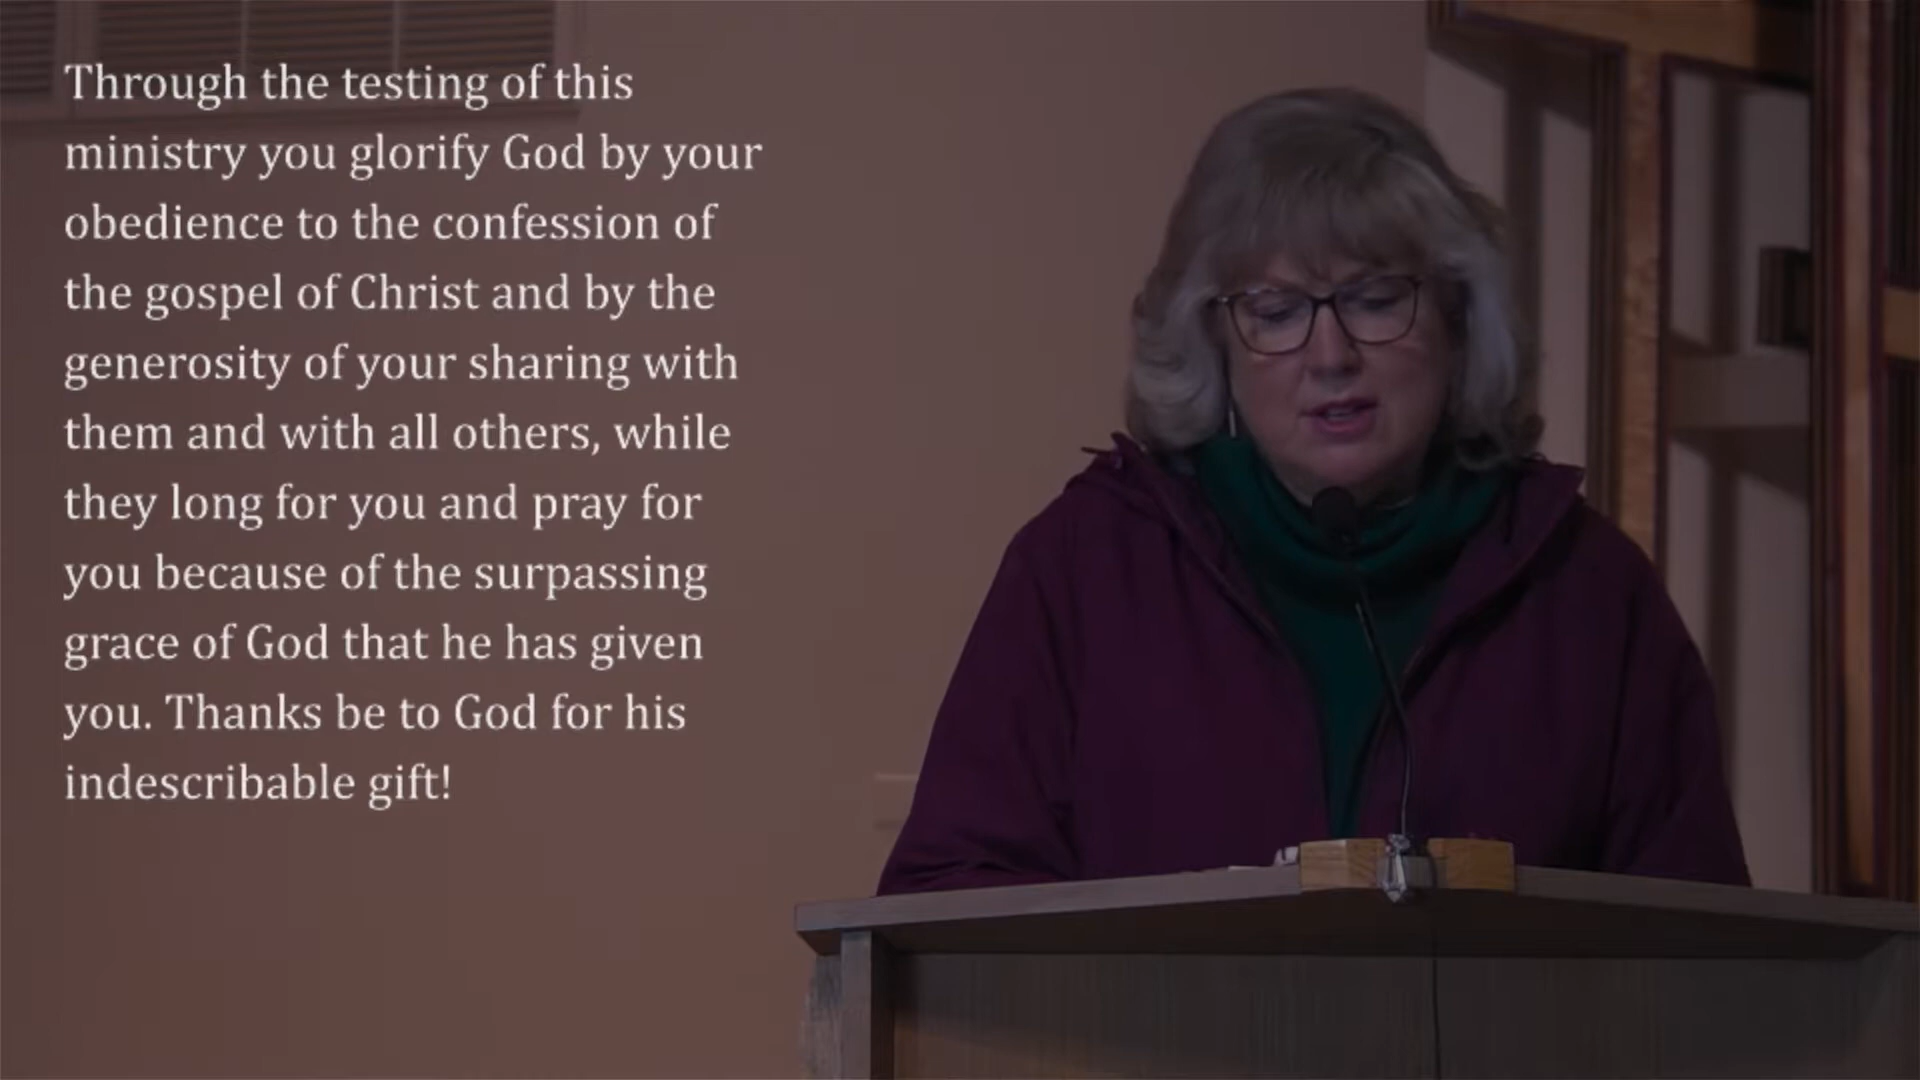 Through the testing of this
ministry you glorify God by your
obedience to the confession of
the gospel of Christ and by the
generosity of your sharing with
them and with all others, while
they long for you and pray for
you because of the surpassing
grace of God that he has given
you. Thanks be to God for his
indescribable gift!